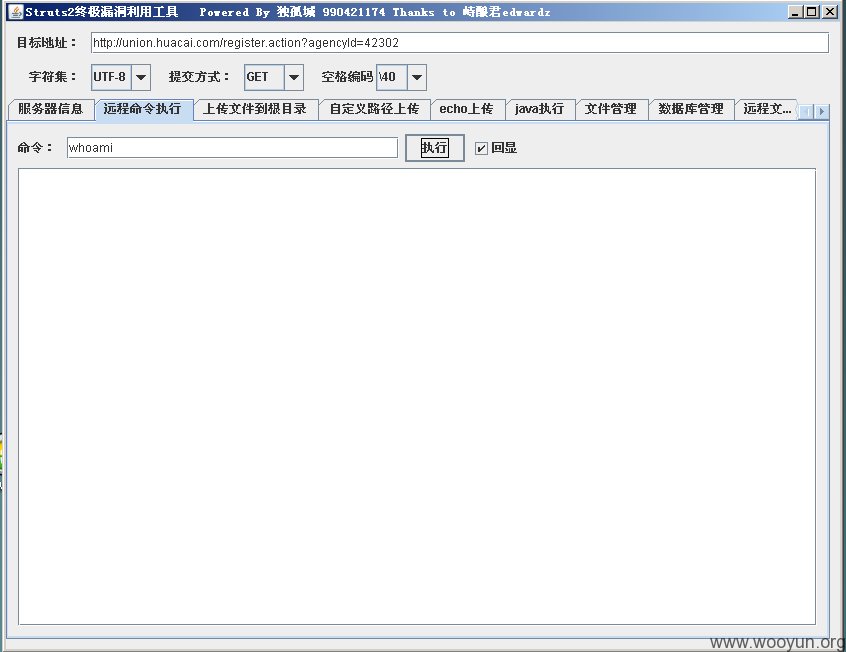 Struts2终极漏洞利用工具 Powered By 独孤城 990421174 Thanks to 峙酿君edwardz
目标地址： http://union.huacai.com/register.action?agencyId=42302
字符集： UTF-8 提交方式： GET 空格编码 \40
服务器信息 远程命令执行 上传文件到根目录 自定义路径上传 echo上传 java执行 文件管理 数据库管理 远程文...
命令： whoami 执行 回显
www.wooyun.org